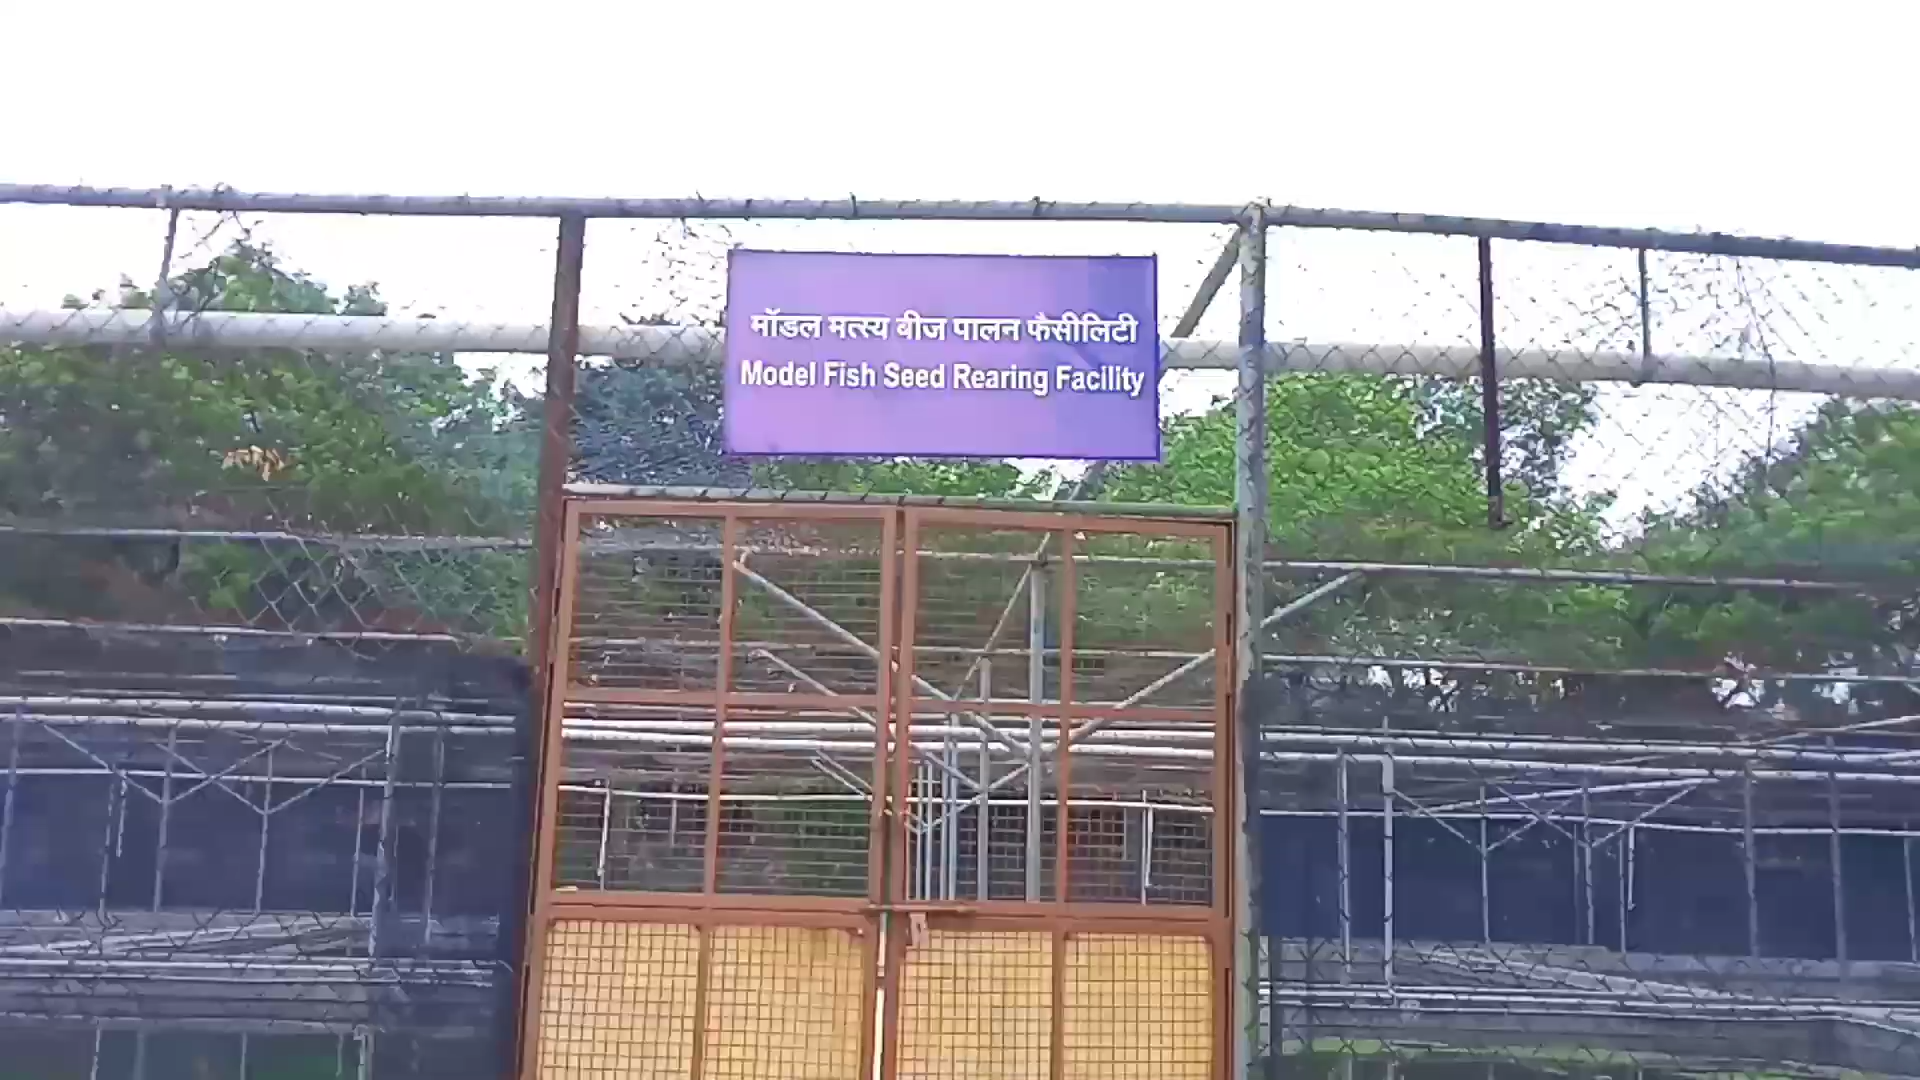 मॉडल मत्स्य बीज पालन फैसीलिटी
Model Fish Seed Rearing Facility